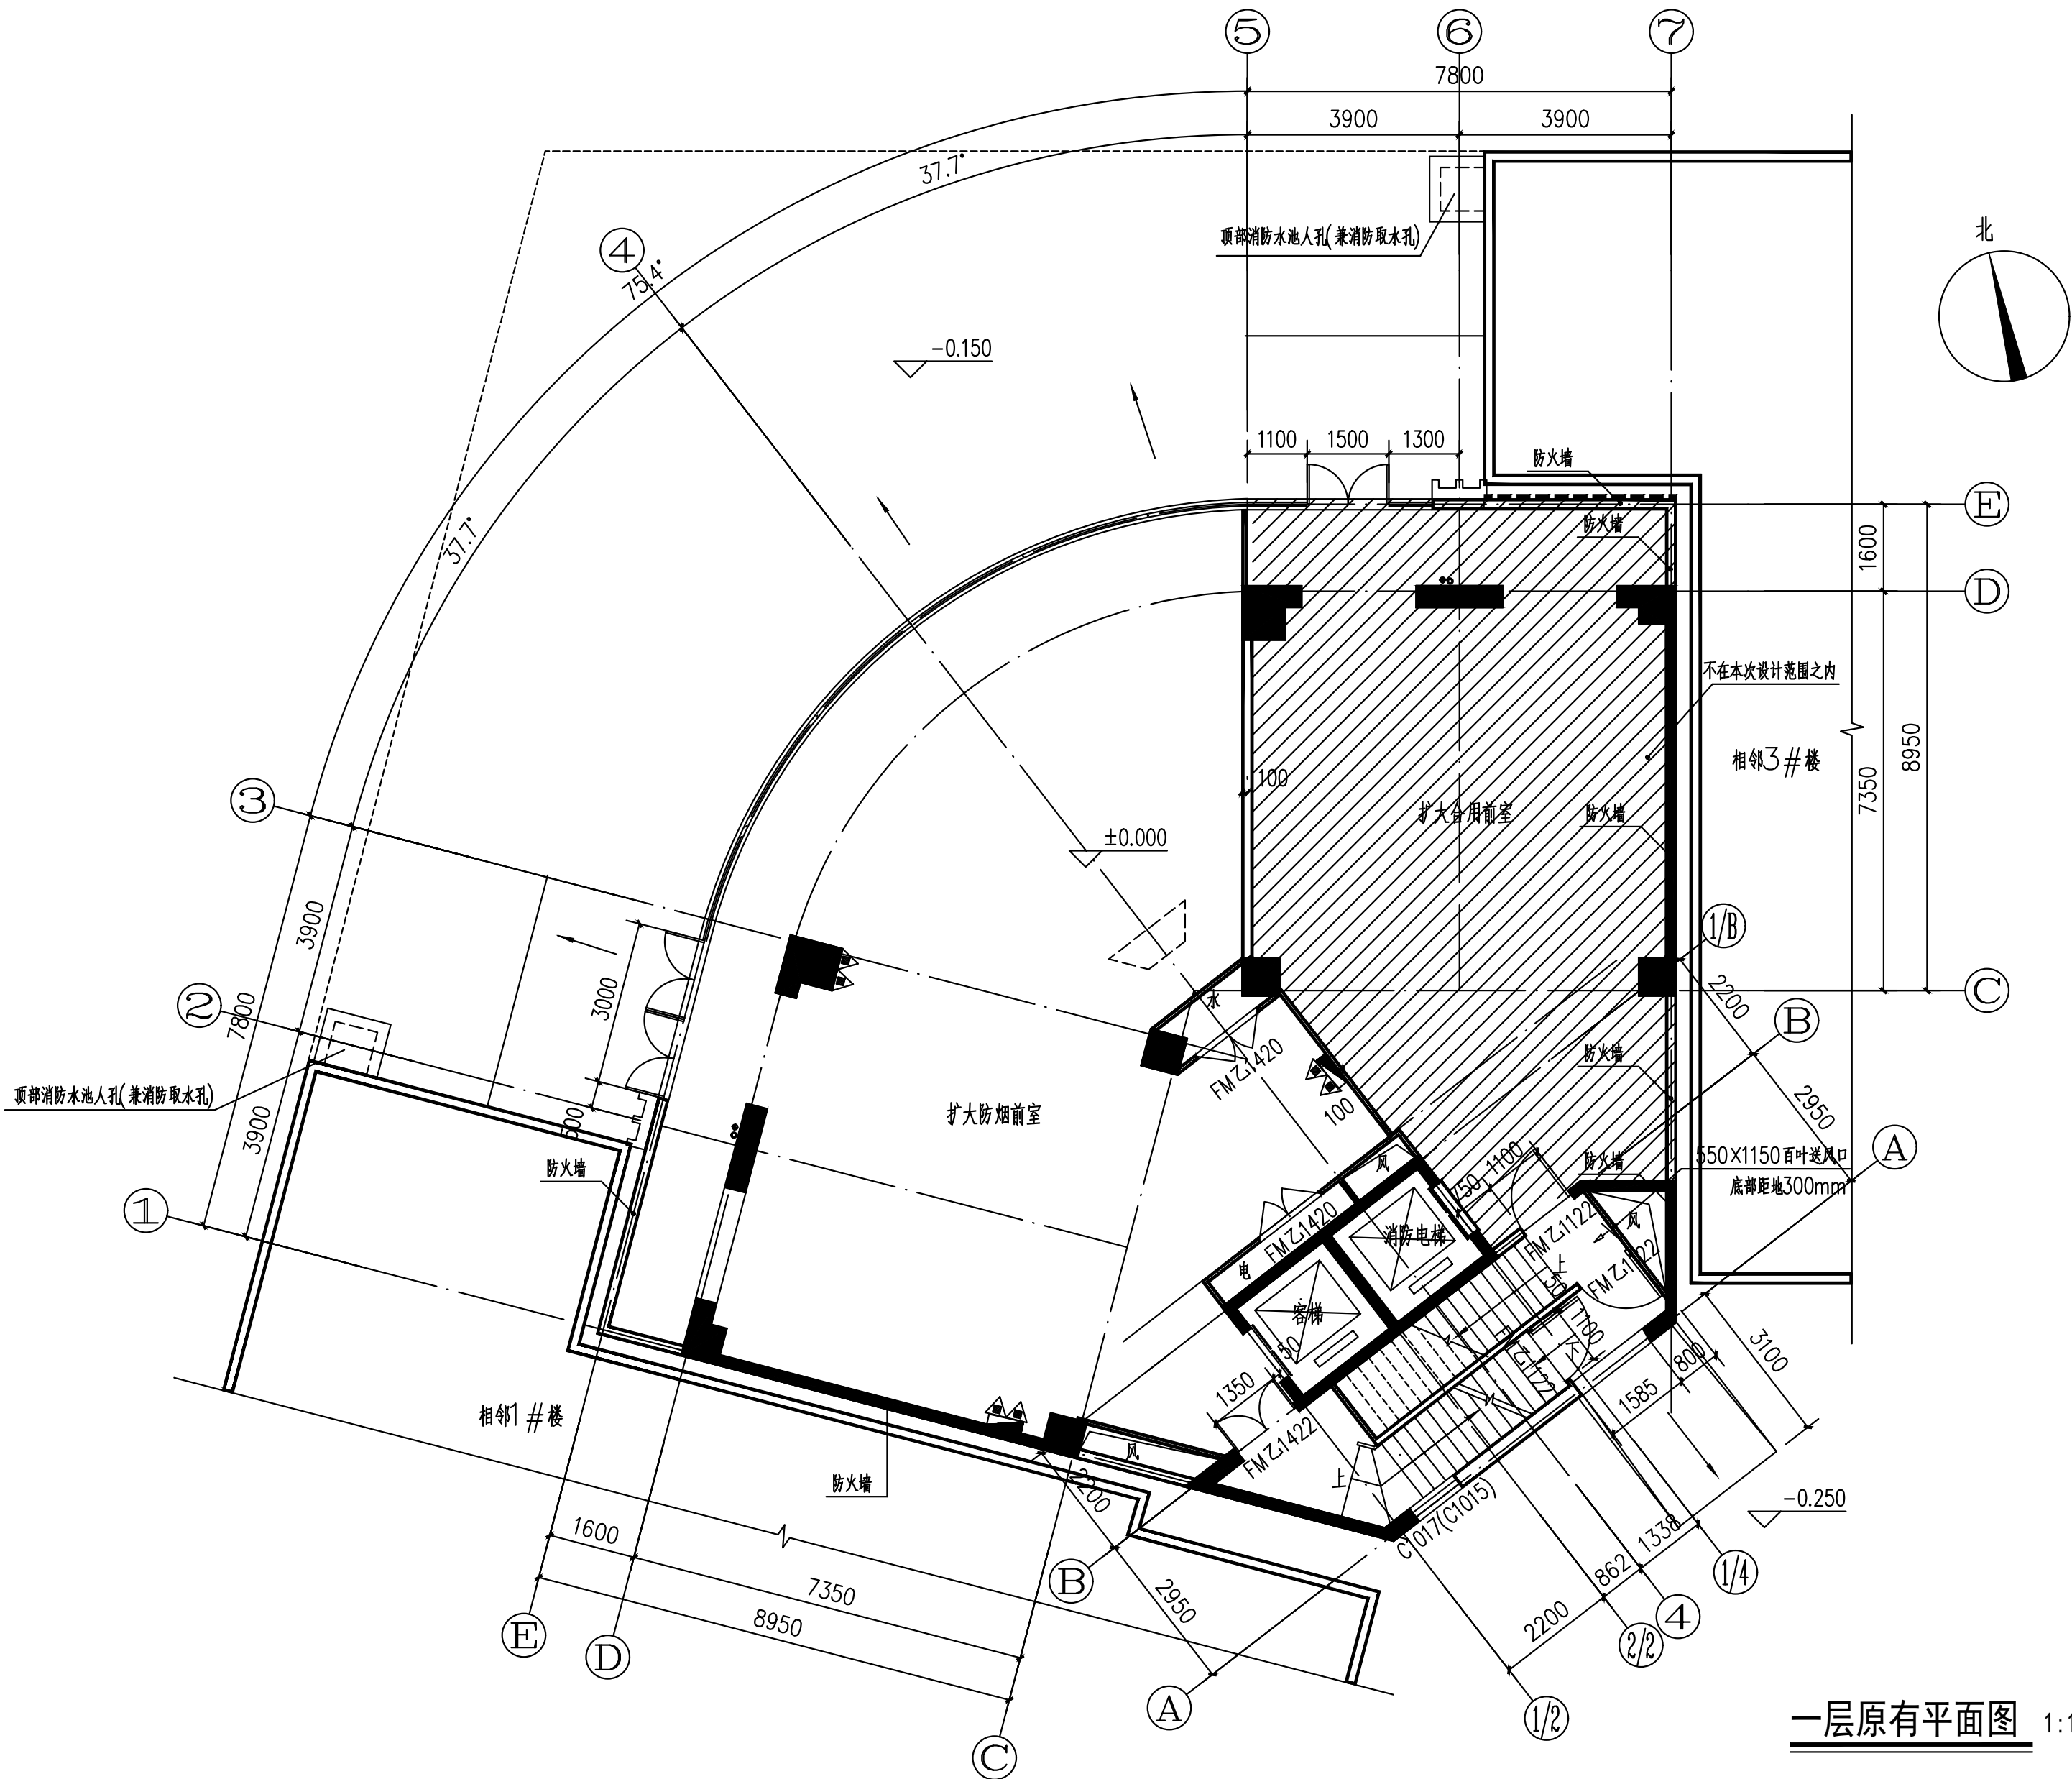 ⑤
⑥
⑦
7800
3900
3900
37.7°
北
顶部消防水池人孔(兼消防取水孔)
④
75.4°
-0.150
1100
1500
1300
防火墙
E
防火墙
1600
D
37.7°
不在本次设计范围之内
相邻3#楼
8950
7350
③
100
扩大合用前室
防火墙
±0.000
1/B
3900
3000
水
2200
C
②
7800
B
FM乙1420
防火墙
顶部消防水池人孔(兼消防取水孔)
100
2950
3900
扩大防烟前室
A
防火墙
风
1100
防火墙
550X1150百叶送风口
底部距地300mm
750
①
消防电梯
FM乙1122
风
FM乙1420
上
电
客梯
3100
下
800
1350
1585
相邻1#楼
FM乙1422
风
防火墙
上
2200
C1017(C1015)
-0.250
1600
1338
862
B
1/4
7350
2950
2200
④
8950
E
D
2/2
A
1/2
C
一层原有平面图